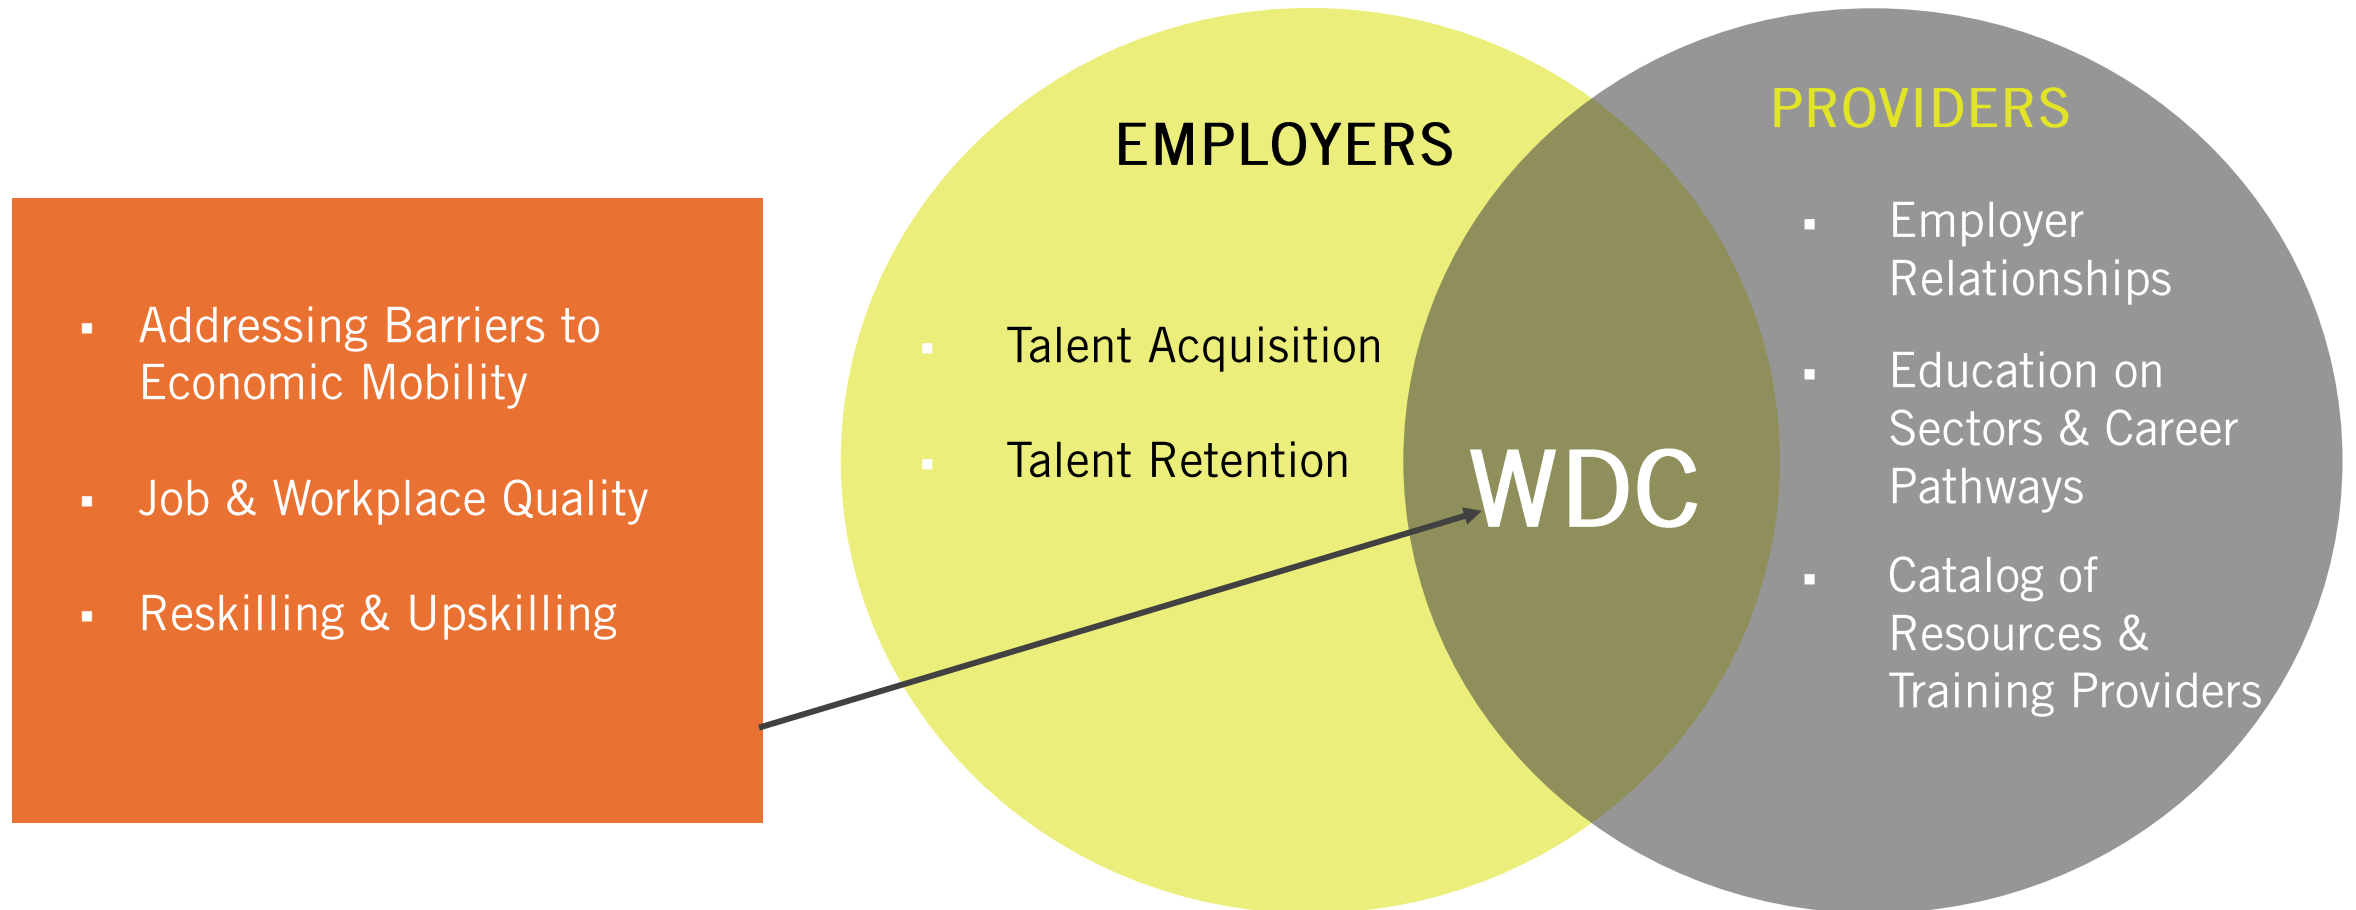 Addressing Barriers to
Economic Mobility
Job & Workplace Quality
Reskilling & Upskilling
EMPLOYERS
Talent Acquisition
Talent Retention
WDC
PROVIDERS
Employer
Relationships
Education on
Sectors & Career
Pathways
Catalog of
Resources &
Training Providers